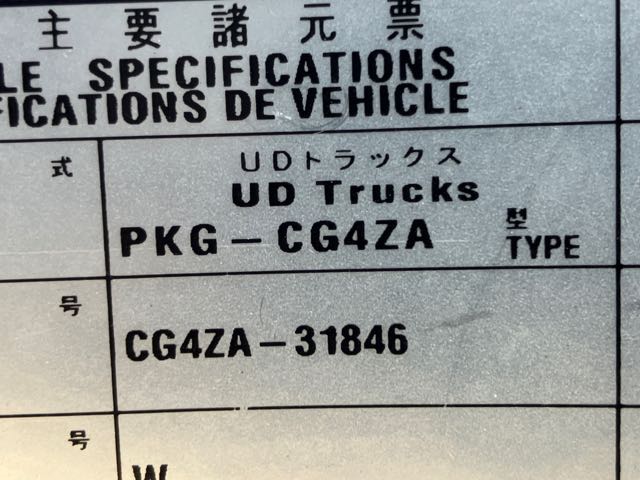 主要諸元票
LE SPECIFICATIONS
FICATIONS DE VEHICLE
式
UDトラックス
UD Trucks
PKG-CG4ZA 型 TYPE
号
CG4ZA-31846
号
W